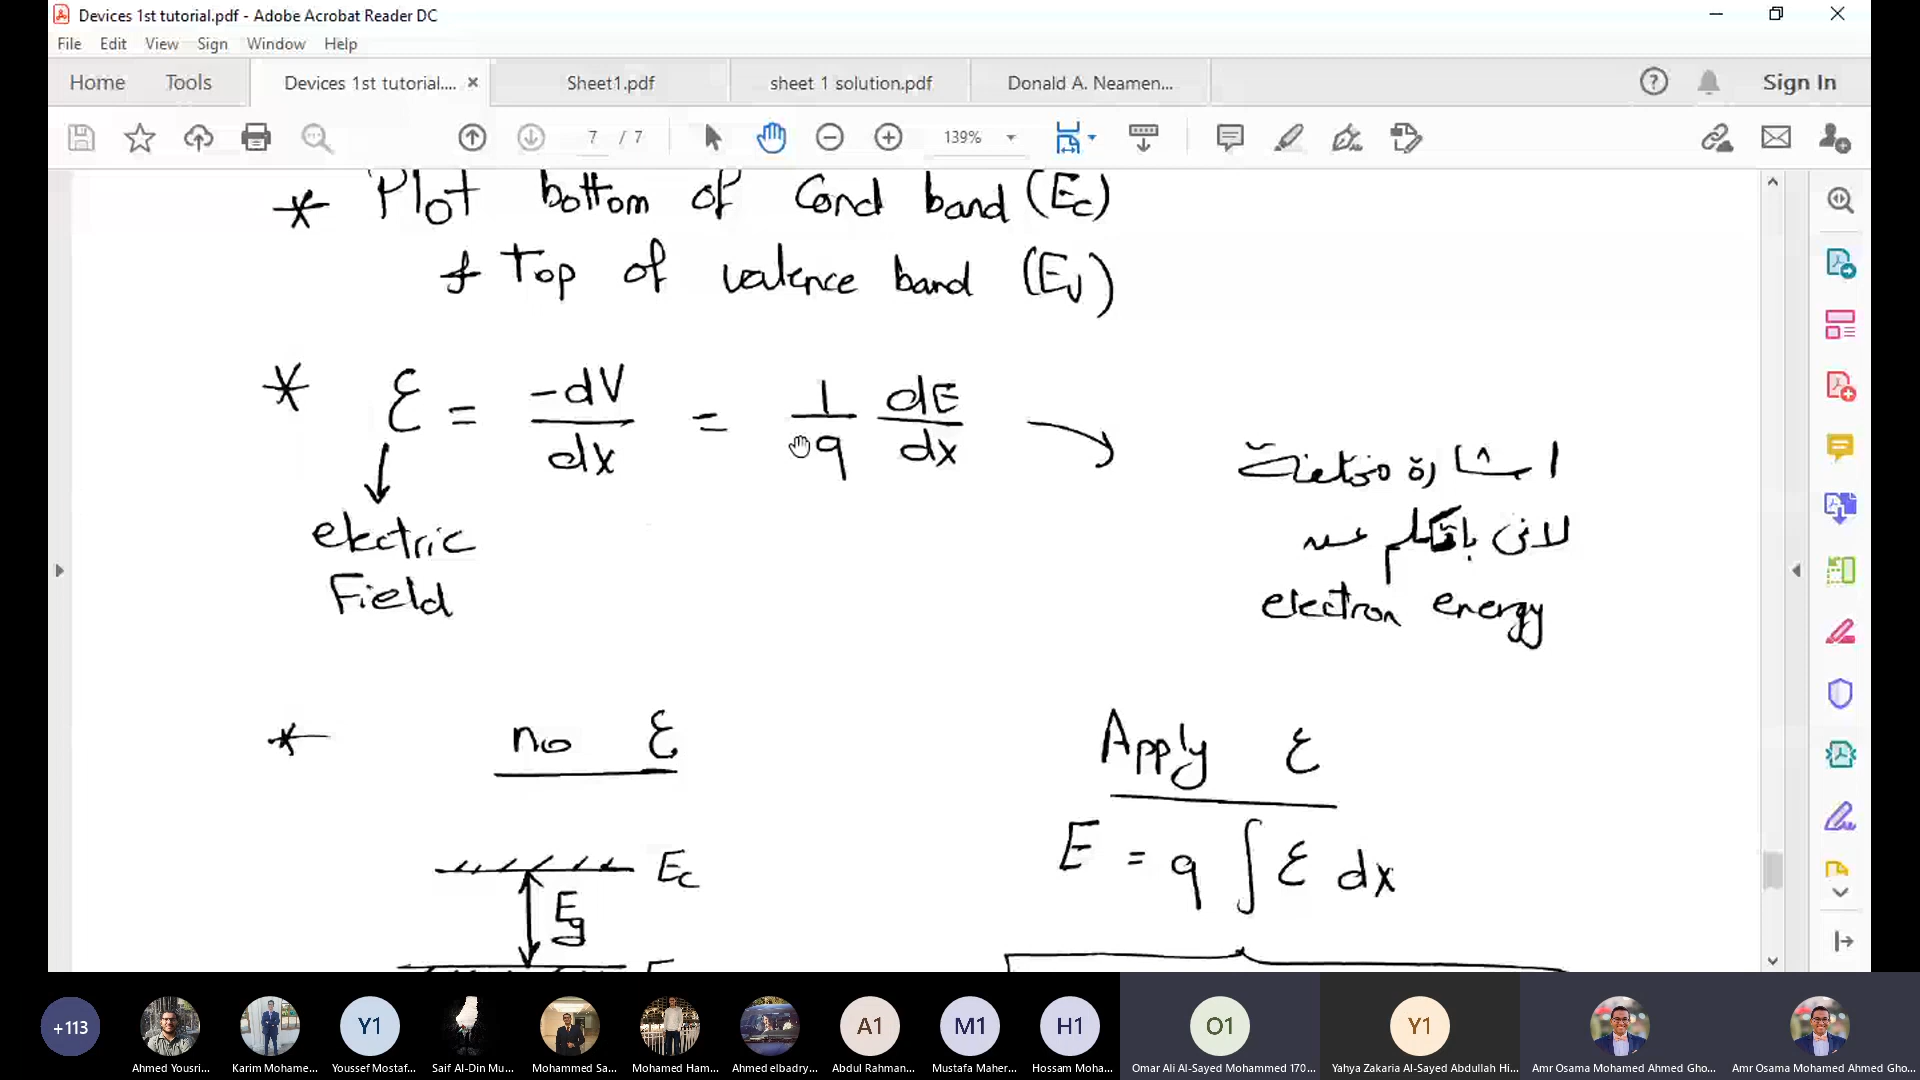 Devices 1st tutorial.pdf - Adobe Acrobat Reader DC
File Edit View Sign Window Help
Home Tools Devices 1st tutorial.... × Sheet1.pdf sheet 1 solution.pdf Donald A. Neamen... Sign In
7 / 7 139%
* Plot bottom of Cond band (Ec)
+ Top of valence band (Ev)
* ε = -dV/dx = 1/q dE/dx
electric
Field
اشارة مختلفة
لانى باتكلم عن
electron energy
* no ε
Apply ε
E = q ∫ ε dx
Ec
Eg
+113
Ahmed Yousri... Karim Mohame... Y1 Youssef Mostaf... Saif Al-Din Mu... Mohammed Sa... Mohamed Ham... Ahmed elbadry... A1 Abdul Rahman... M1 Mustafa Maher... H1 Hossam Moha... O1 Omar Ali Al-Sayed Mohammed 170... Y1 Yahya Zakaria Al-Sayed Abdullah Hi... Amr Osama Mohamed Ahmed Gho... Amr Osama Mohamed Ahmed Gho...